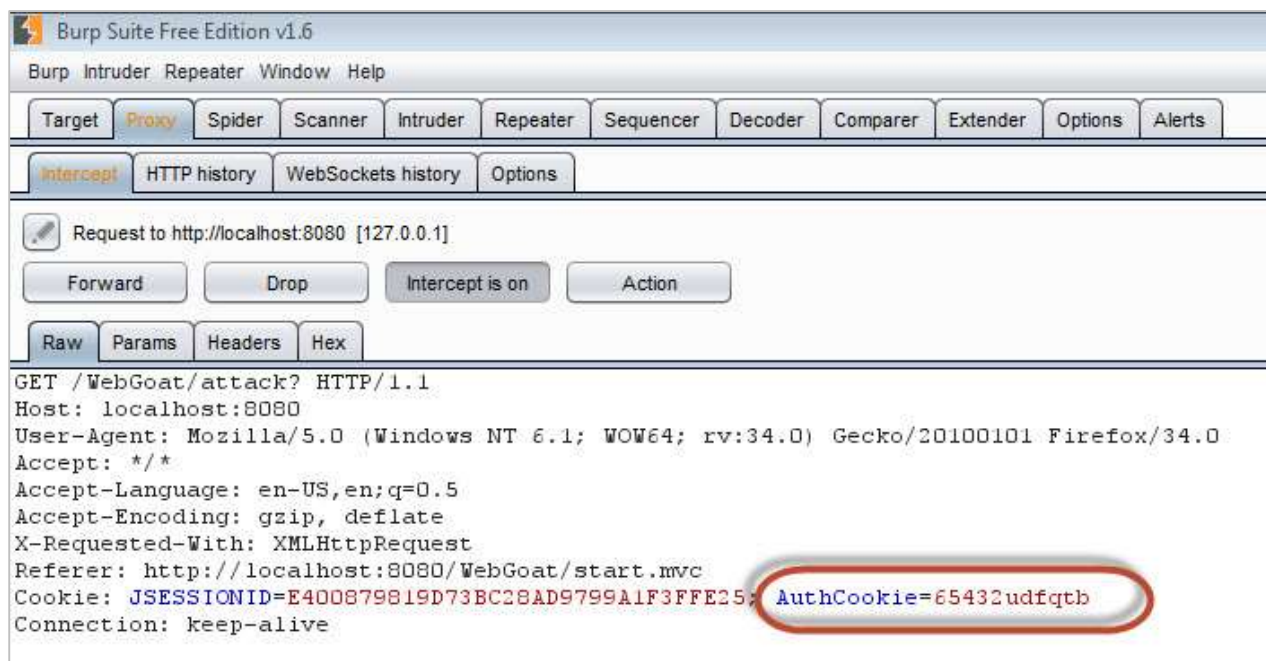 Burp Suite Free Edition v1.6
Burp Intruder Repeater Window Help
Target Proxy Spider Scanner Intruder Repeater Sequencer Decoder Comparer Extender Options Alerts
Intercept HTTP history WebSockets history Options
Request to http://localhost:8080 [127.0.0.1]
Forward Drop Intercept is on Action
Raw Params Headers Hex
GET /WebGoat/attack? HTTP/1.1
Host: localhost:8080
User-Agent: Mozilla/5.0 (Windows NT 6.1; WOW64; rv:34.0) Gecko/20100101 Firefox/34.0
Accept: */*
Accept-Language: en-US,en;q=0.5
Accept-Encoding: gzip, deflate
X-Requested-With: XMLHttpRequest
Referer: http://localhost:8080/WebGoat/start.mvc
Cookie: JSESSIONID=E400879819D73BC28AD9799A1F3FFE25; AuthCookie=65432udfqtb
Connection: keep-alive